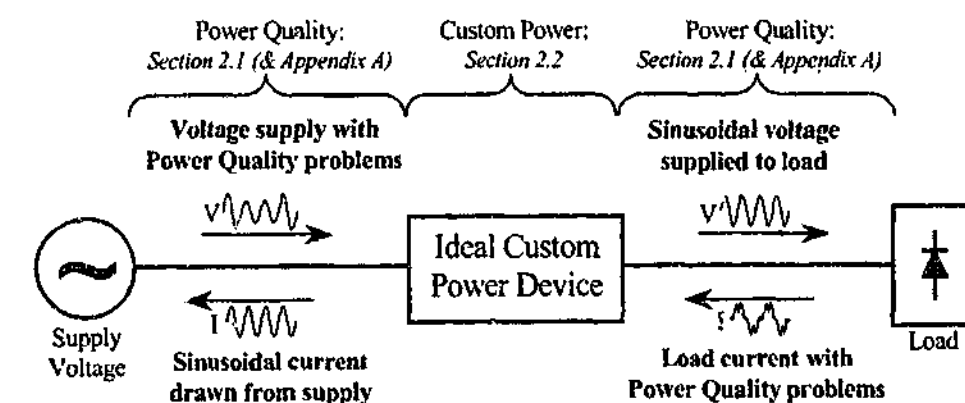 Power Quality:
Section 2.1 (& Appendix A)
Custom Power:
Section 2.2
Power Quality:
Section 2.1 (& Appendix A)
Voltage supply with
Power Quality problems
Sinusoidal voltage
supplied to load
V
V
Ideal Custom
Power Device
I
Supply
Voltage
Load
Sinusoidal current
drawn from supply
Load current with
Power Quality problems